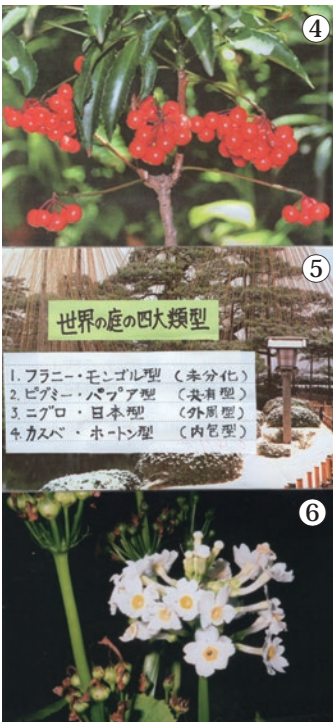 ④
⑤
世界の庭の四大類型
1. フラニー・モンゴル型 (未分化)
2. ピグミー・パプア型 (共有型)
3. ニグロ・日本型 (外周型)
4. カスベ・ホートン型 (内包型)
⑥